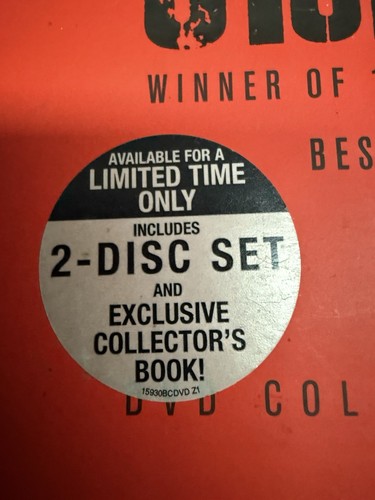 WINNER OF
AVAILABLE FOR A
LIMITED TIME
ONLY
INCLUDES
2-DISC SET
AND
EXCLUSIVE
COLLECTOR'S
BOOK!
15930BCDVD Z1
DVD COL